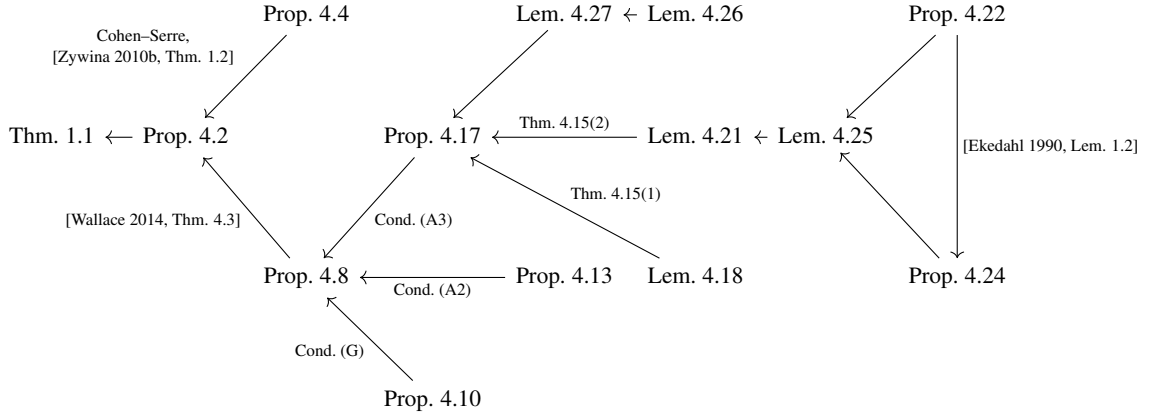 Prop. 4.4
Lem. 4.27
Lem. 4.26
Prop. 4.22
Cohen–Serre,
[Zywina 2010b, Thm. 1.2]
Thm. 1.1
Prop. 4.2
Prop. 4.17
Thm. 4.15(2)
Lem. 4.21
Lem. 4.25
[Ekedahl 1990, Lem. 1.2]
Thm. 4.15(1)
[Wallace 2014, Thm. 4.3]
Cond. (A3)
Prop. 4.8
Cond. (A2)
Prop. 4.13
Lem. 4.18
Prop. 4.24
Cond. (G)
Prop. 4.10